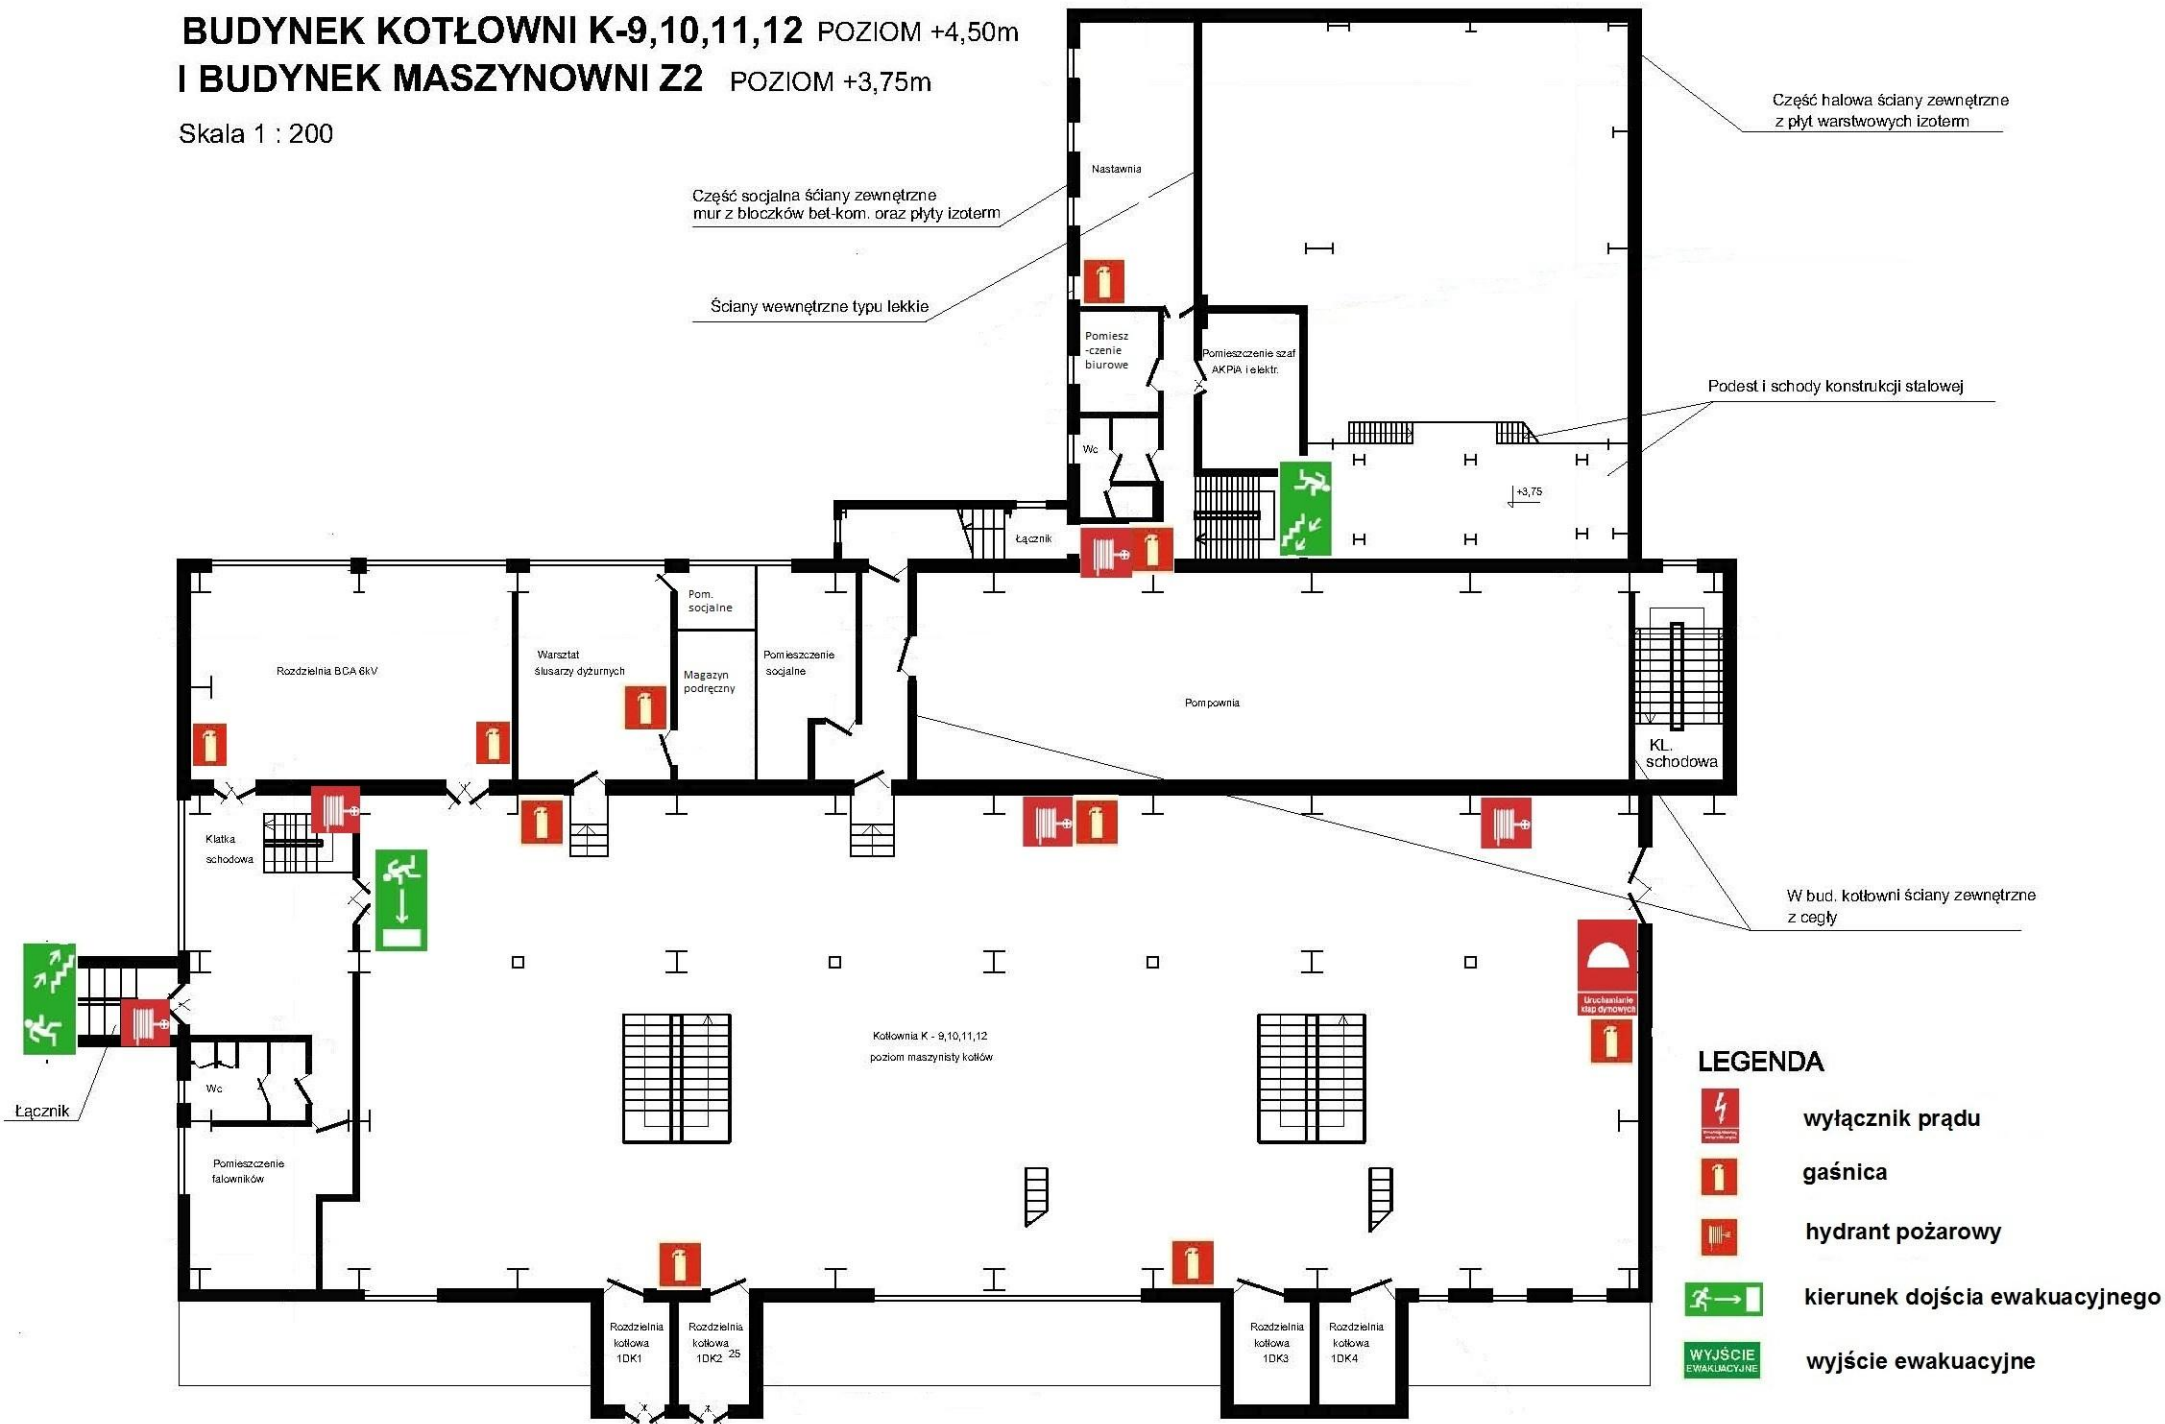 BUDYNEK KOTŁOWNI K-9,10,11,12 POZIOM +4,50m
I BUDYNEK MASZYNOWNI Z2 POZIOM +3,75m
Skala 1 : 200
Część halowa ściany zewnętrzne
z płyt warstwowych izoterm
Nastawnia
Część socjalna śćiany zewnętrzne
mur z bloczków bet-kom. oraz płyty izoterm
Ściany wewnętrzne typu lekkie
Pomiesz
-czenie
biurowe
Pomieszczenie szaf
AKPiA i elektr.
Podest i schody konstrukcji stalowej
Wc
+3,75
Łącznik
Pom.
socjalne
Rozdzielnia BCA 6kV
Warsztat
ślusarzy dyżurnych
Magazyn
podręczny
Pomieszczenie
socjalne
Pompownia
KL.
schodowa
Klatka
schodowa
W bud. kotłowni ściany zewnętrzne
z cegły
Uruchamianie
klap dymowych
Kotłownia K - 9,10,11,12
poziom maszynisty kotłów
Wc
Łącznik
Pomieszczenie
falowników
Rozdzielnia
kotłowa
1DK1
Rozdzielnia
kotłowa
1DK2 25
Rozdzielnia
kotłowa
1DK3
Rozdzielnia
kotłowa
1DK4
LEGENDA
wyłącznik prądu
gaśnica
hydrant pożarowy
kierunek dojścia ewakuacyjnego
WYJŚCIE
EWAKUACYJNE
wyjście ewakuacyjne